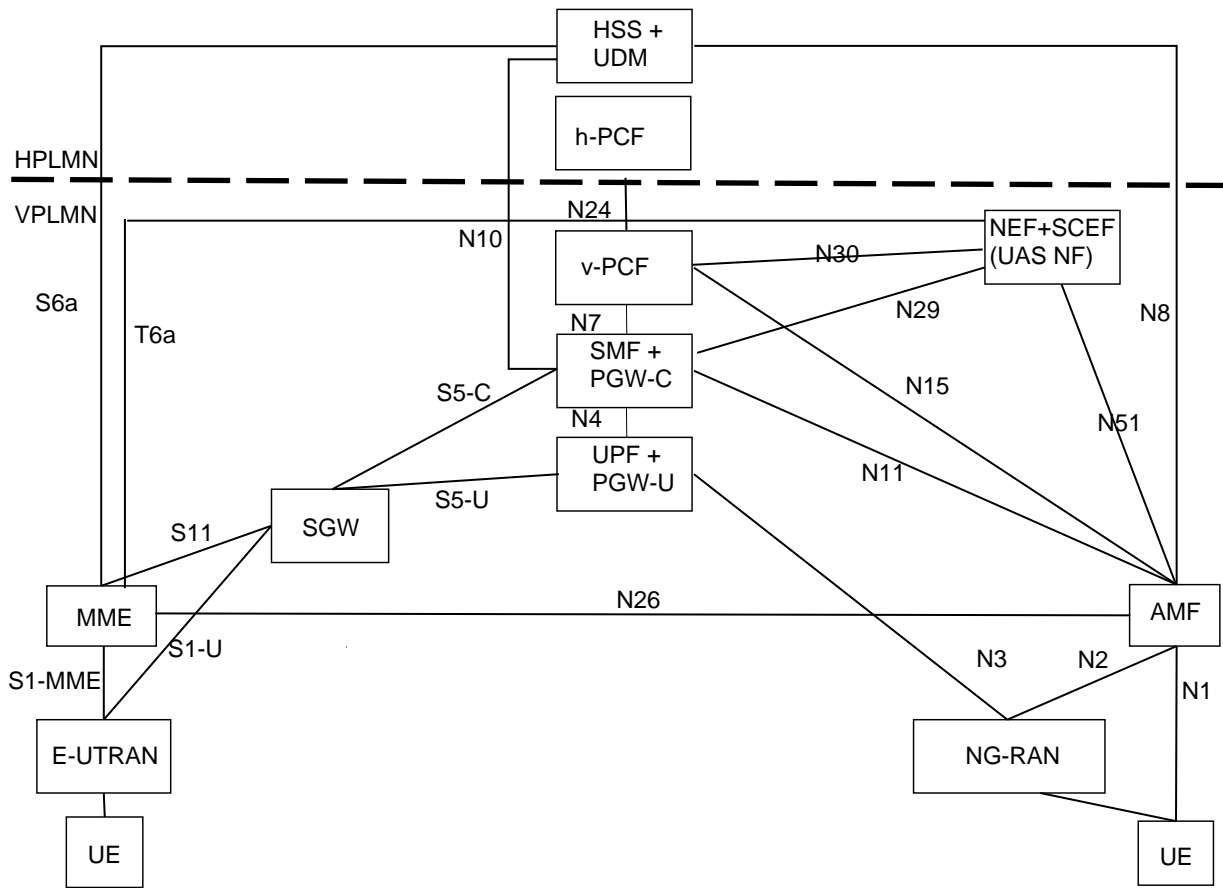 HSS +
UDM
h-PCF
HPLMN
VPLMN
N24
NEF+SCEF
(UAS NF)
N10
v-PCF
N30
S6a
T6a
N7
N29
N8
SMF +
PGW-C
S5-C
N15
N4
N51
UPF +
PGW-U
N11
S5-U
SGW
S11
MME
N26
AMF
S1-U
S1-MME
N3
N2
N1
E-UTRAN
NG-RAN
UE
UE